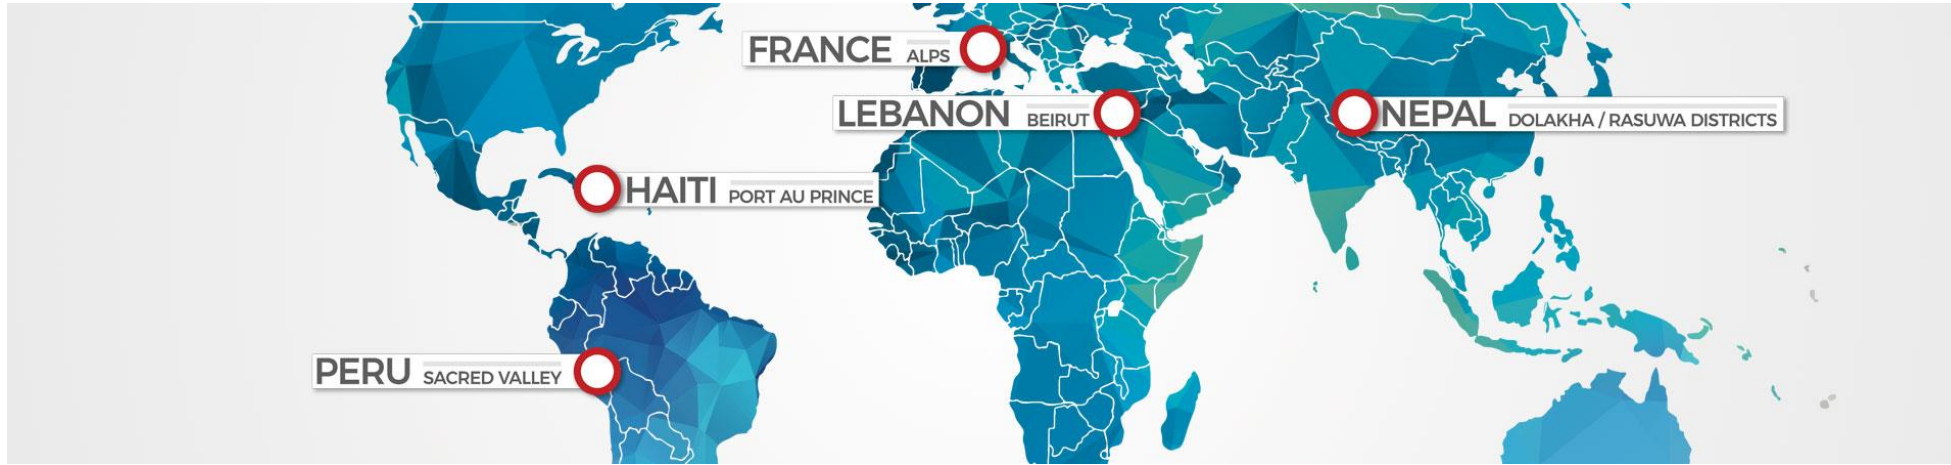 FRANCE ALPS
LEBANON BEIRUT
NEPAL DOLAKHA / RASUWA DISTRICTS
HAITI PORT AU PRINCE
PERU SACRED VALLEY